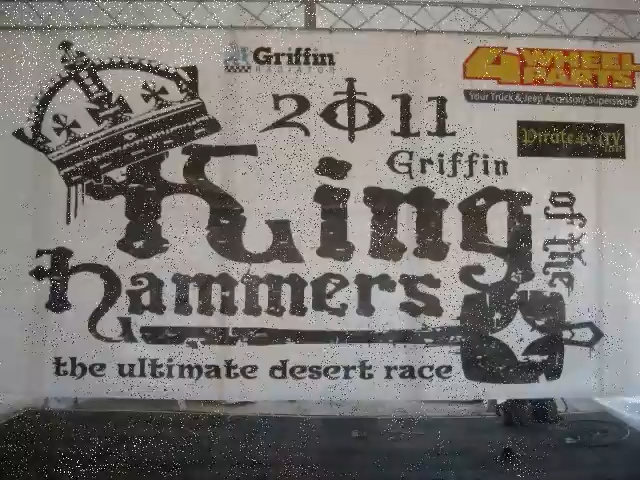 Griffin
RADIATOR
4 WHEEL PARTS
Your Truck & Jeep Accessory Superstore
2011
Griffin
King
of the
hammers
the ultimate desert race